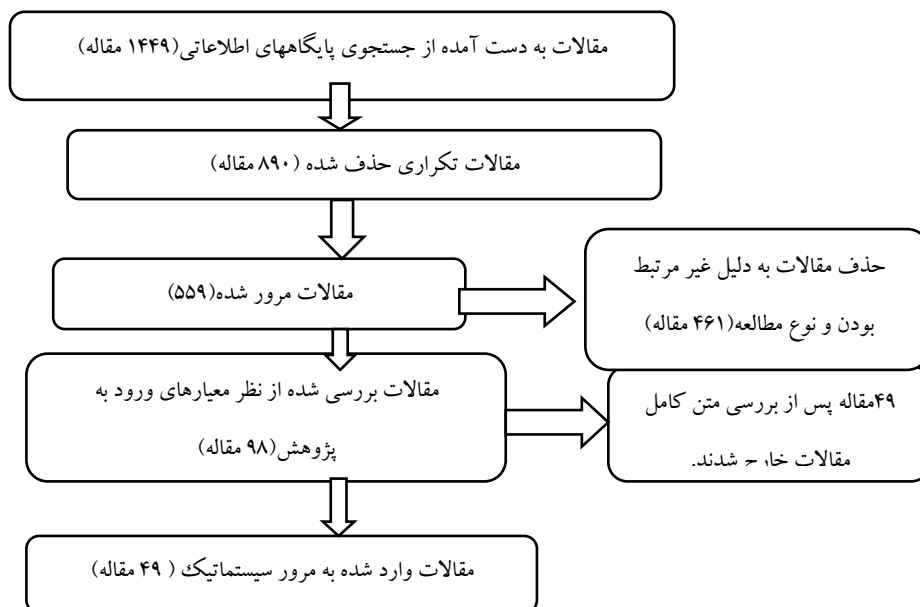 مقالات به دست آمده از جستجوی پایگاههای اطلاعاتی(۱۴۴۹ مقاله)
مقالات تکراری حذف شده (۸۹۰ مقاله)
مقالات مرور شده(۵۵۹)
حذف مقالات به دلیل غیر مرتبط
بودن و نوع مطالعه(۴۶۱ مقاله)
مقالات بررسی شده از نظر معیارهای ورود به
پژوهش(۹۸ مقاله)
۴۹مقاله پس از بررسی متن کامل
مقالات خارج شدند.
مقالات وارد شده به مرور سیستماتیک ( ۴۹ مقاله)